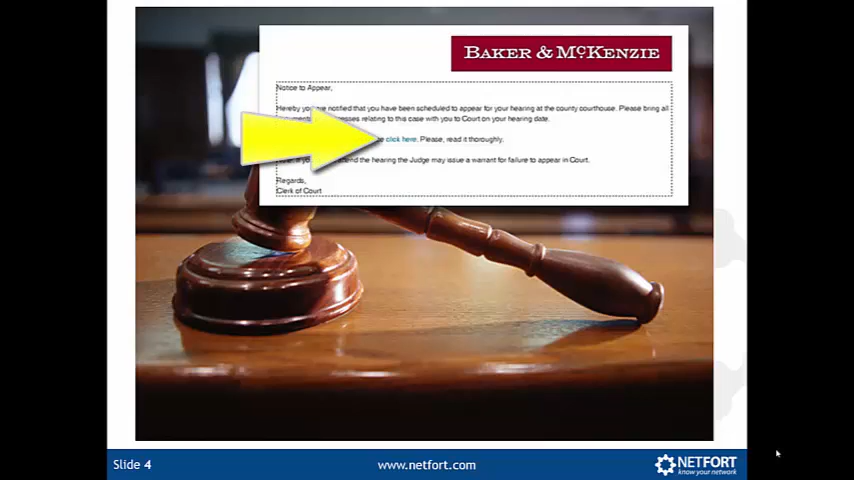 BAKER & MCKENZIE
Notice to Appear,
Hereby you are notified that you have been scheduled to appear for your hearing at the county courthouse. Please bring all
relating to this case with you to Court on your hearing date.
click here. Please, read it thoroughly.
the hearing the Judge may issue a warrant for failure to appear in Court.
Regards,
Clerk of Court
Slide 4
www.netfort.com
NETFORT
know your network